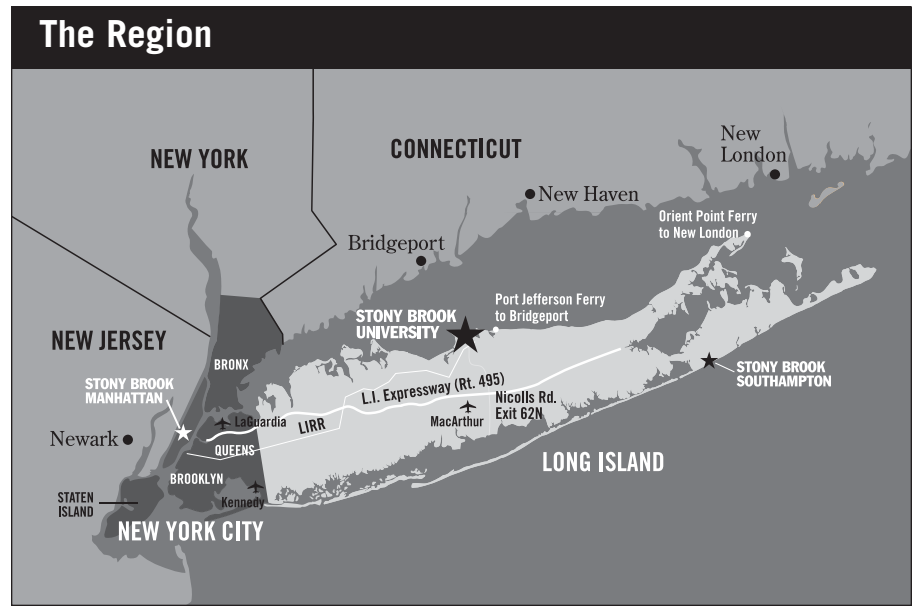 The Region
NEW YORK
CONNECTICUT
New
London
New Haven
Orient Point Ferry
to New London
Bridgeport
Port Jefferson Ferry
to Bridgeport
STONY BROOK
UNIVERSITY
NEW JERSEY
BRONX
STONY BROOK
MANHATTAN
STONY BROOK
SOUTHAMPTON
L.I. Expressway (Rt. 495)
Nicolls Rd.
Exit 62N
MacArthur
LaGuardia
LIRR
Newark
QUEENS
LONG ISLAND
BROOKLYN
Kennedy
STATEN
ISLAND
NEW YORK CITY